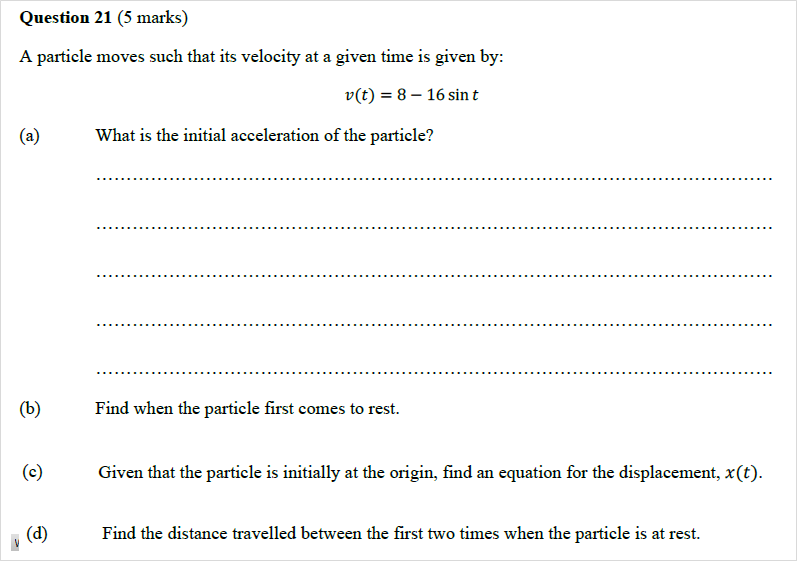 Question 21 (5 marks)
A particle moves such that its velocity at a given time is given by:
v(t) = 8 − 16 sin t
(a) What is the initial acceleration of the particle?
(b) Find when the particle first comes to rest.
(c) Given that the particle is initially at the origin, find an equation for the displacement, x(t).
(d) Find the distance travelled between the first two times when the particle is at rest.